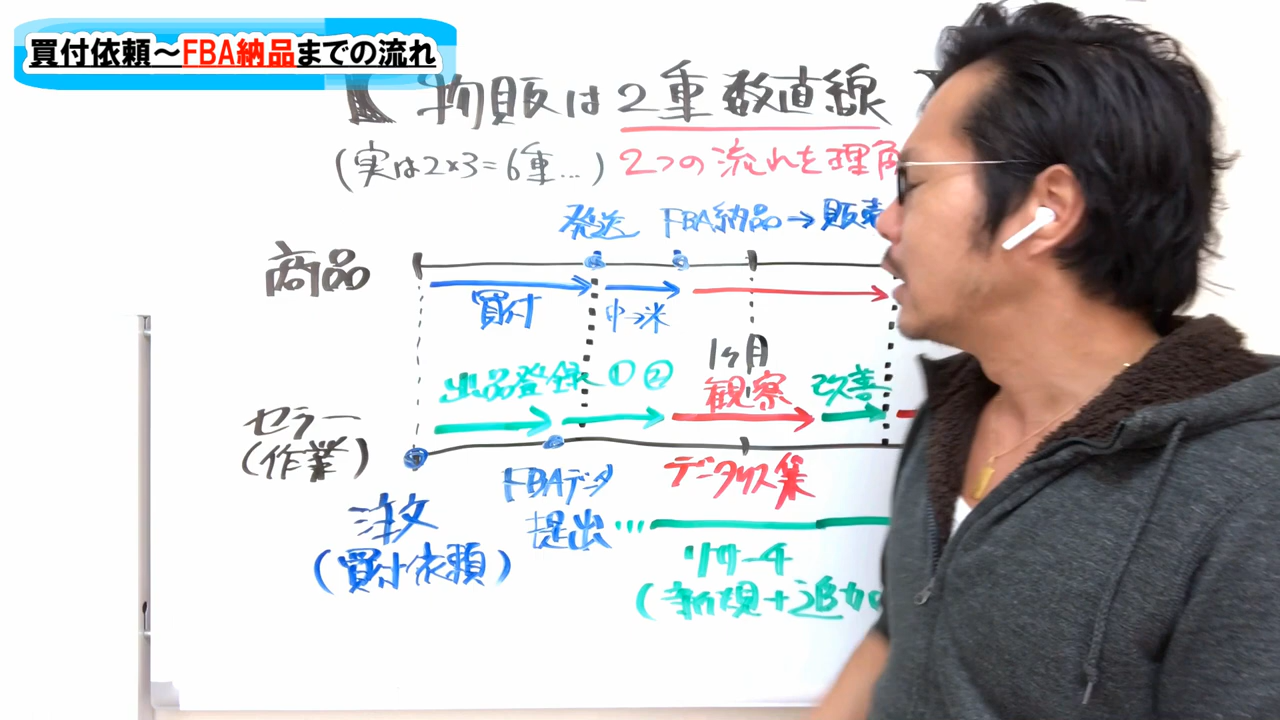 買付依頼～FBA納品までの流れ
【 物販は2重数直線
(実は2×3=6重…) 2つの流れを理解
発送 FBA納品→販売
商品
買付 中→米
1ヶ月
出品登録 ① ② 観察 改善
セラー
(作業)
FBAデータ データ収集
注文 提出…
(買付依頼) リサーチ
(新規+追加